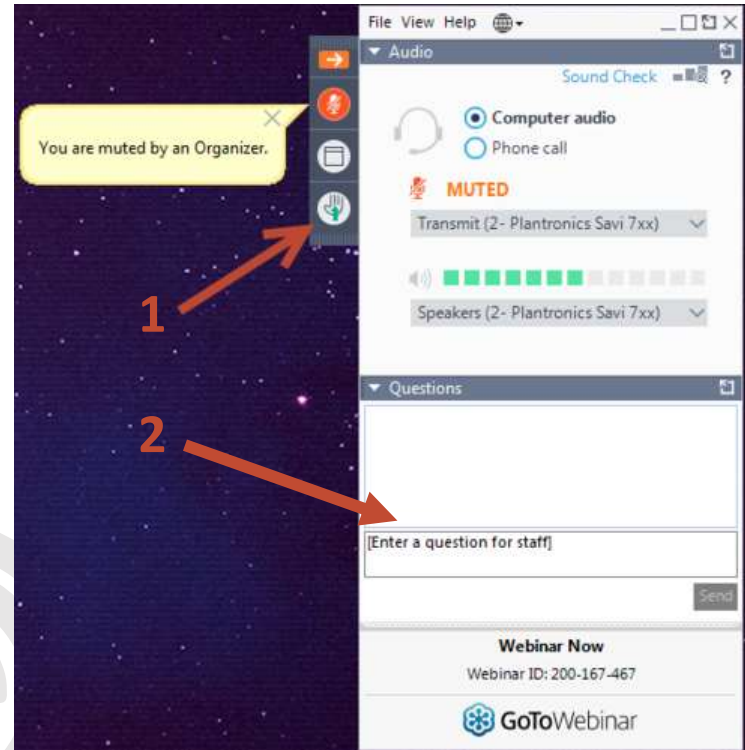 File View Help
Audio
Sound Check ?
You are muted by an Organizer.
Computer audio
Phone call
MUTED
Transmit (2- Plantronics Savi 7xx)
1
Speakers (2- Plantronics Savi 7xx)
Questions
2
[Enter a question for staff]
Send
Webinar Now
Webinar ID: 200-167-467
GoToWebinar